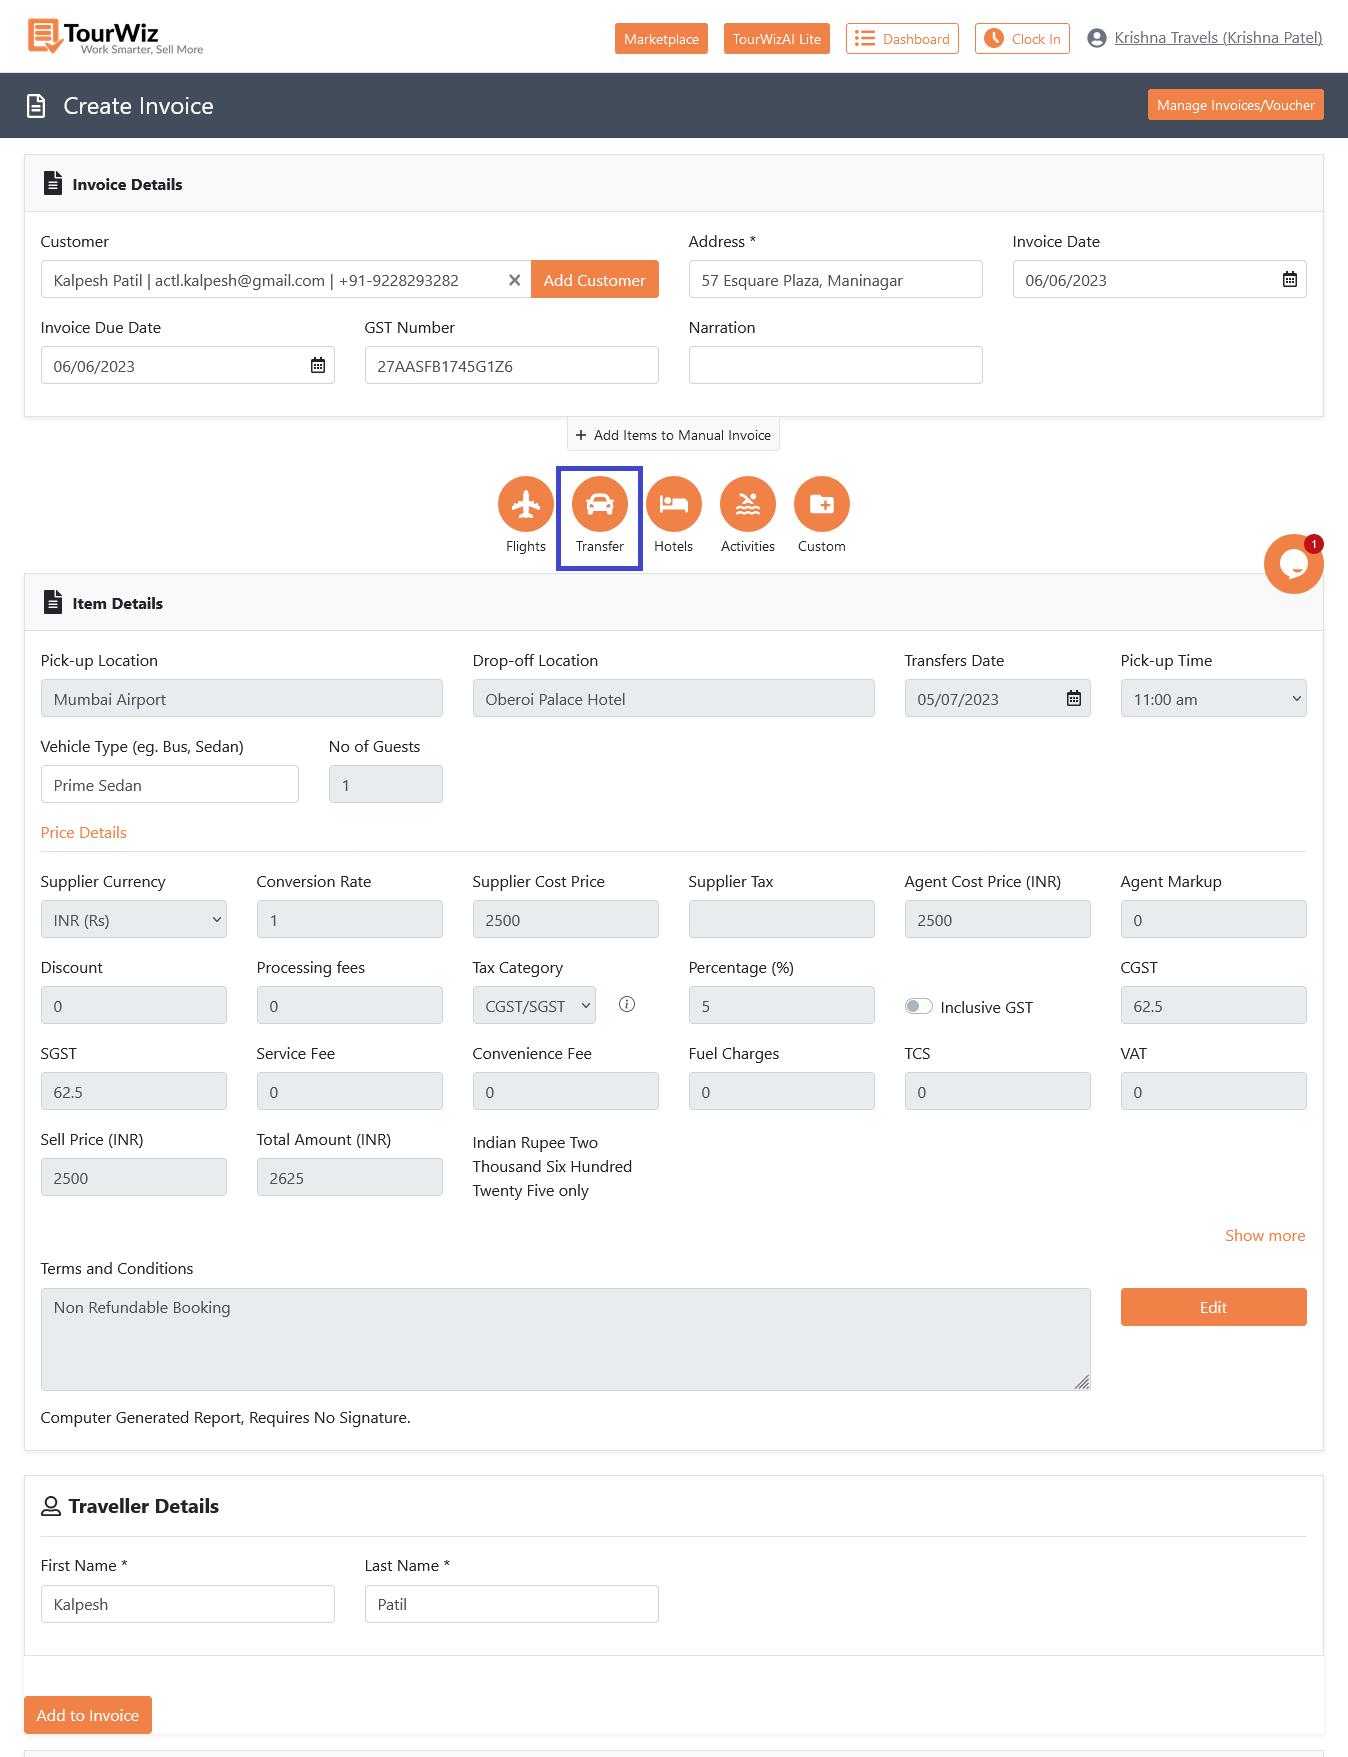 TourWiz
Work Smarter, Sell More
Marketplace
TourWizAI Lite
Dashboard
Clock In
Krishna Travels (Krishna Patel)
Create Invoice
Manage Invoices/Voucher
Invoice Details
Customer
Address *
Invoice Date
Kalpesh Patil | actl.kalpesh@gmail.com | +91-9228293282
Add Customer
57 Esquare Plaza, Maninagar
06/06/2023
Invoice Due Date
GST Number
Narration
06/06/2023
27AASFB1745G1Z6
+ Add Items to Manual Invoice
Flights
Transfer
Hotels
Activities
Custom
1
Item Details
Pick-up Location
Drop-off Location
Transfers Date
Pick-up Time
Mumbai Airport
Oberoi Palace Hotel
05/07/2023
11:00 am
Vehicle Type (eg. Bus, Sedan)
No of Guests
Prime Sedan
1
Price Details
Supplier Currency
Conversion Rate
Supplier Cost Price
Supplier Tax
Agent Cost Price (INR)
Agent Markup
INR (Rs)
1
2500
2500
0
Discount
Processing fees
Tax Category
Percentage (%)
CGST
0
0
CGST/SGST
5
Inclusive GST
62.5
SGST
Service Fee
Convenience Fee
Fuel Charges
TCS
VAT
62.5
0
0
0
0
0
Sell Price (INR)
Total Amount (INR)
2500
2625
Indian Rupee Two
Thousand Six Hundred
Twenty Five only
Show more
Terms and Conditions
Non Refundable Booking
Edit
Computer Generated Report, Requires No Signature.
Traveller Details
First Name *
Last Name *
Kalpesh
Patil
Add to Invoice